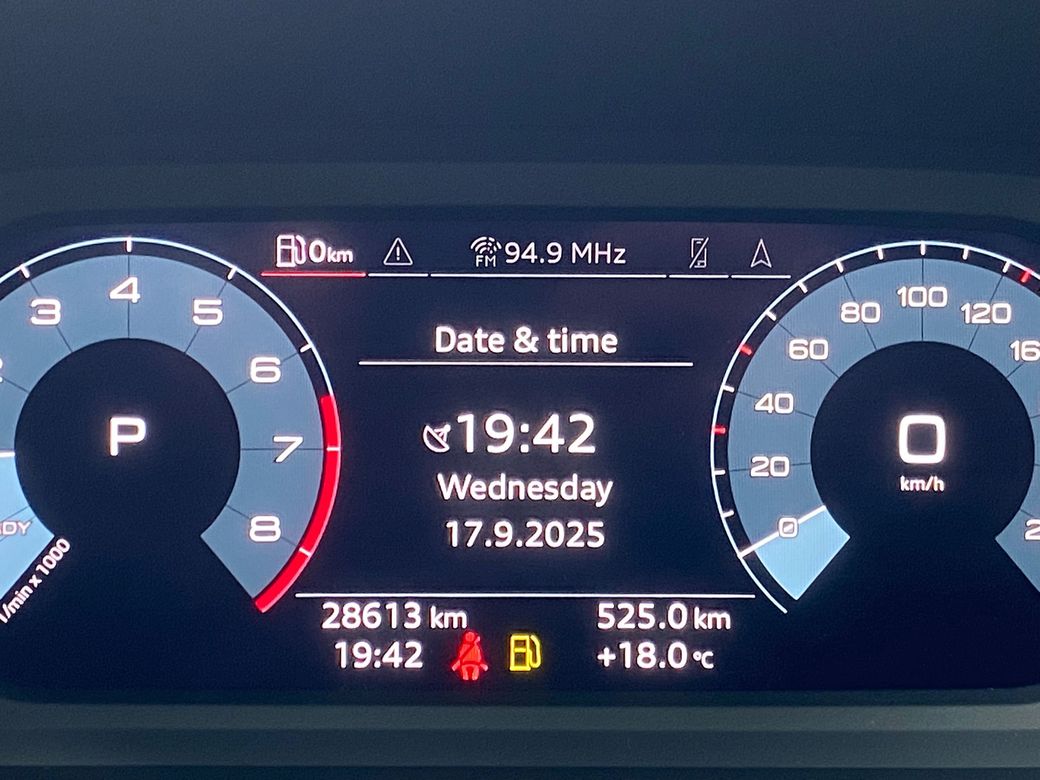 0km
FM 94.9 MHz
Date & time
19:42
Wednesday
17.9.2025
28613 km
525.0 km
19:42
+18.0 °C
3
4
5
6
7
8
P
1/min x 1000
0
20
40
60
80
100
120
0
km/h